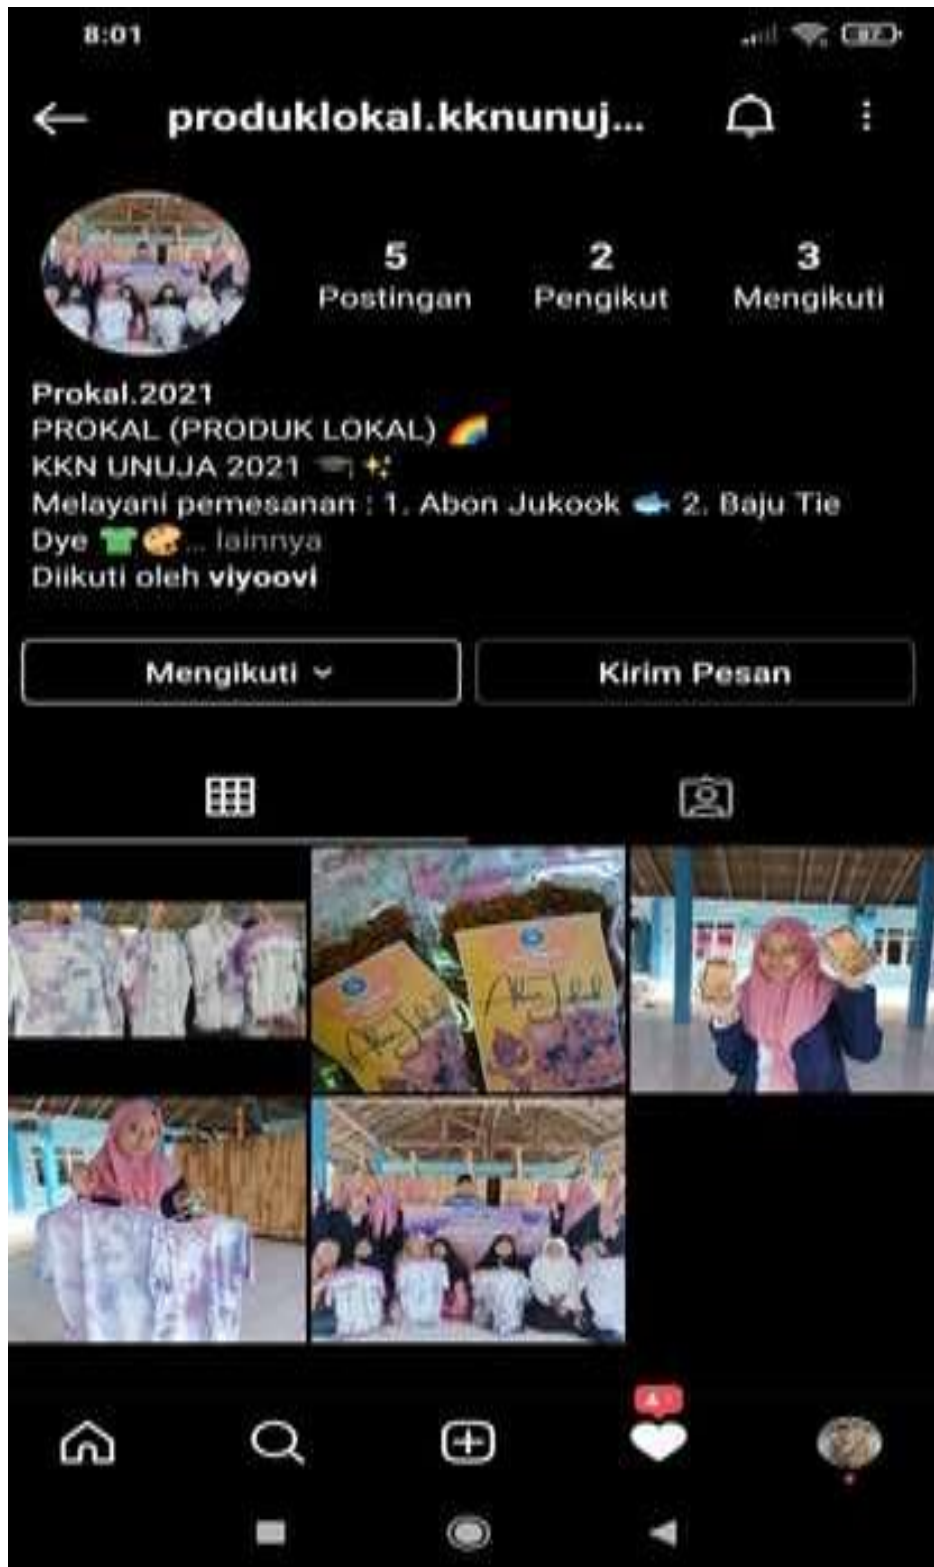 8:01
87
produklokal.kknunuj...
5
Postingan
2
Pengikut
3
Mengikuti
Prokal.2021
PROKAL (PRODUK LOKAL) 🌈
KKN UNUJA 2021 🎓✨
Melayani pemesanan : 1. Abon Jukook 🐟 2. Baju Tie
Dye 👕🎨... lainnya
Diikuti oleh viyoovi
Mengikuti
Kirim Pesan